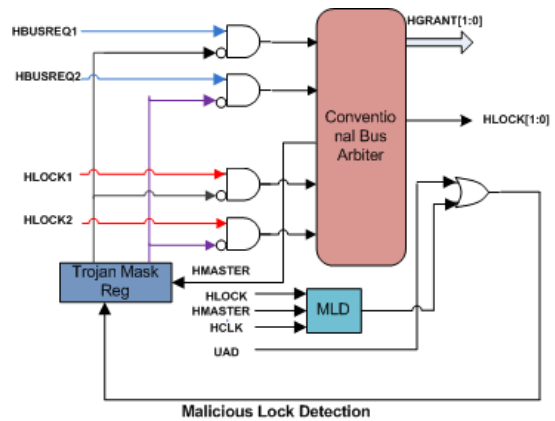 HBUSREQ1
HGRANT[1:0]
HBUSREQ2
Conventio
nal Bus
Arbiter
HLOCK[1:0]
HLOCK1
HLOCK2
Trojan Mask
Reg
HMASTER
HLOCK
HMASTER
HCLK
MLD
UAD
Malicious Lock Detection